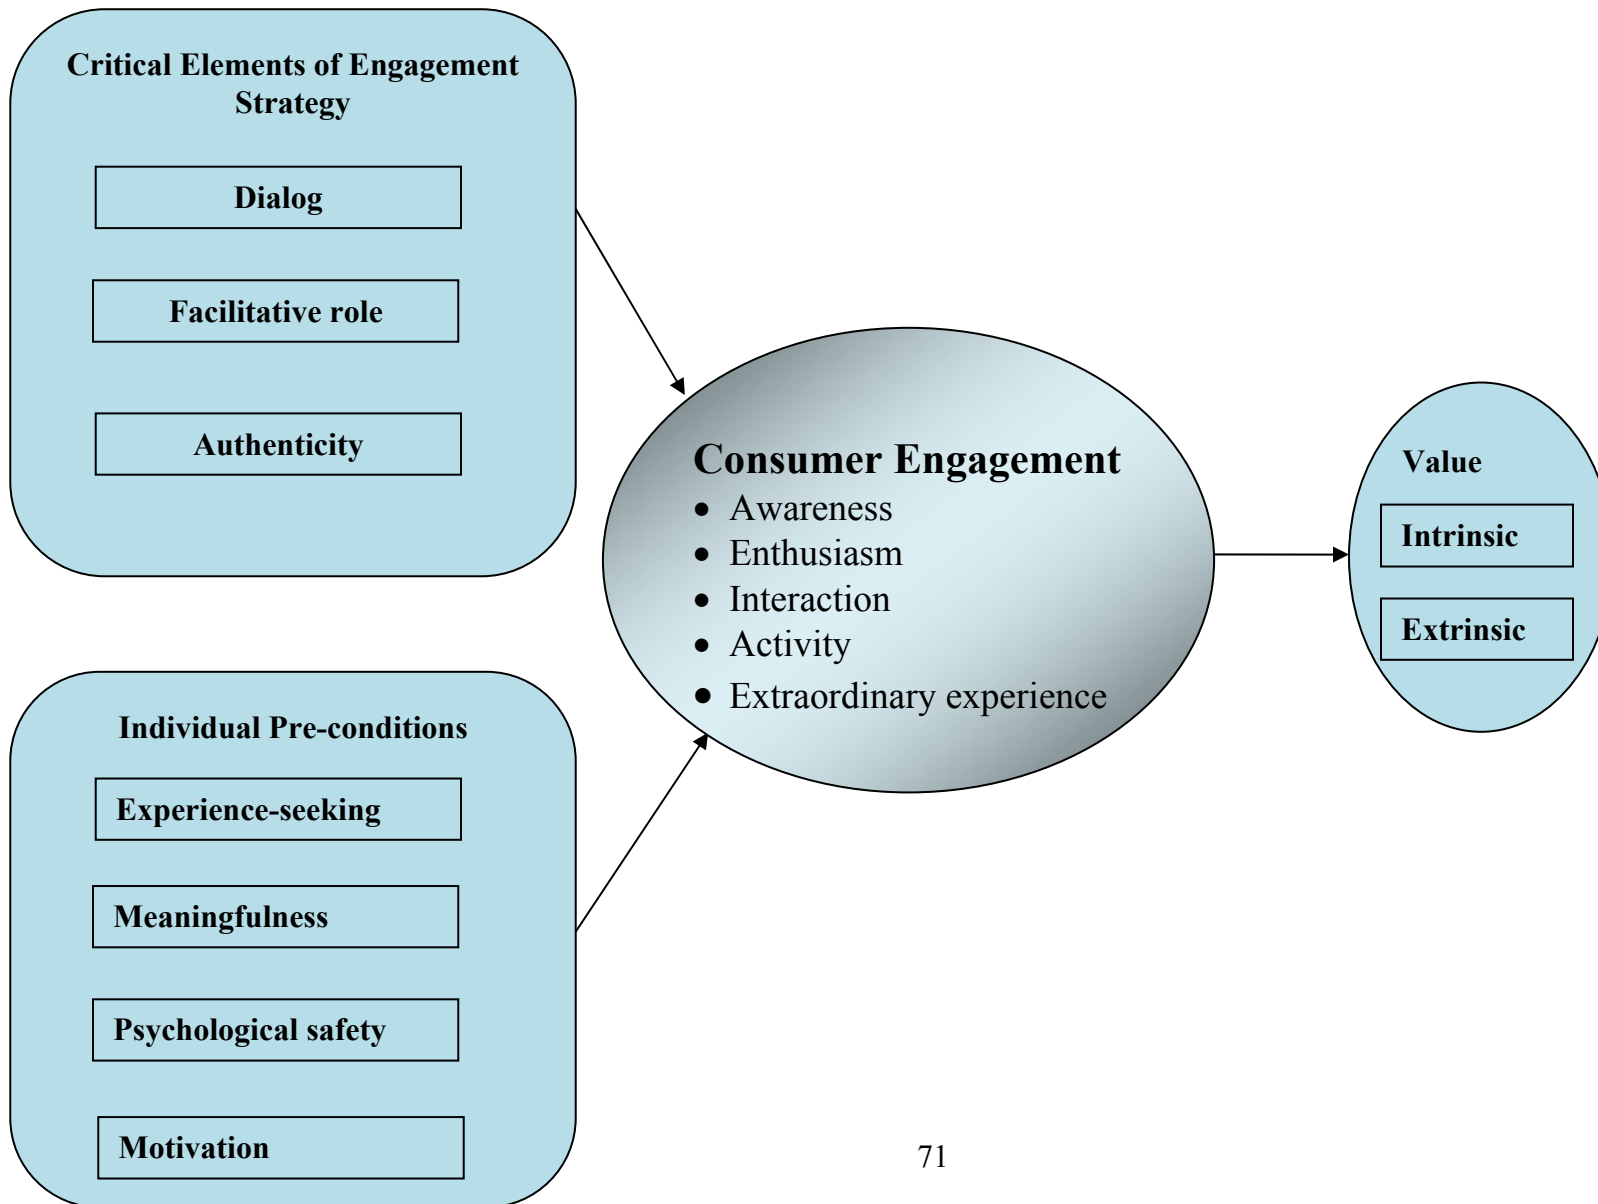 Critical Elements of Engagement
Strategy
Dialog
Facilitative role
Authenticity
Individual Pre-conditions
Experience-seeking
Meaningfulness
Psychological safety
Motivation
Consumer Engagement
• Awareness
• Enthusiasm
• Interaction
• Activity
• Extraordinary experience
Value
Intrinsic
Extrinsic
71